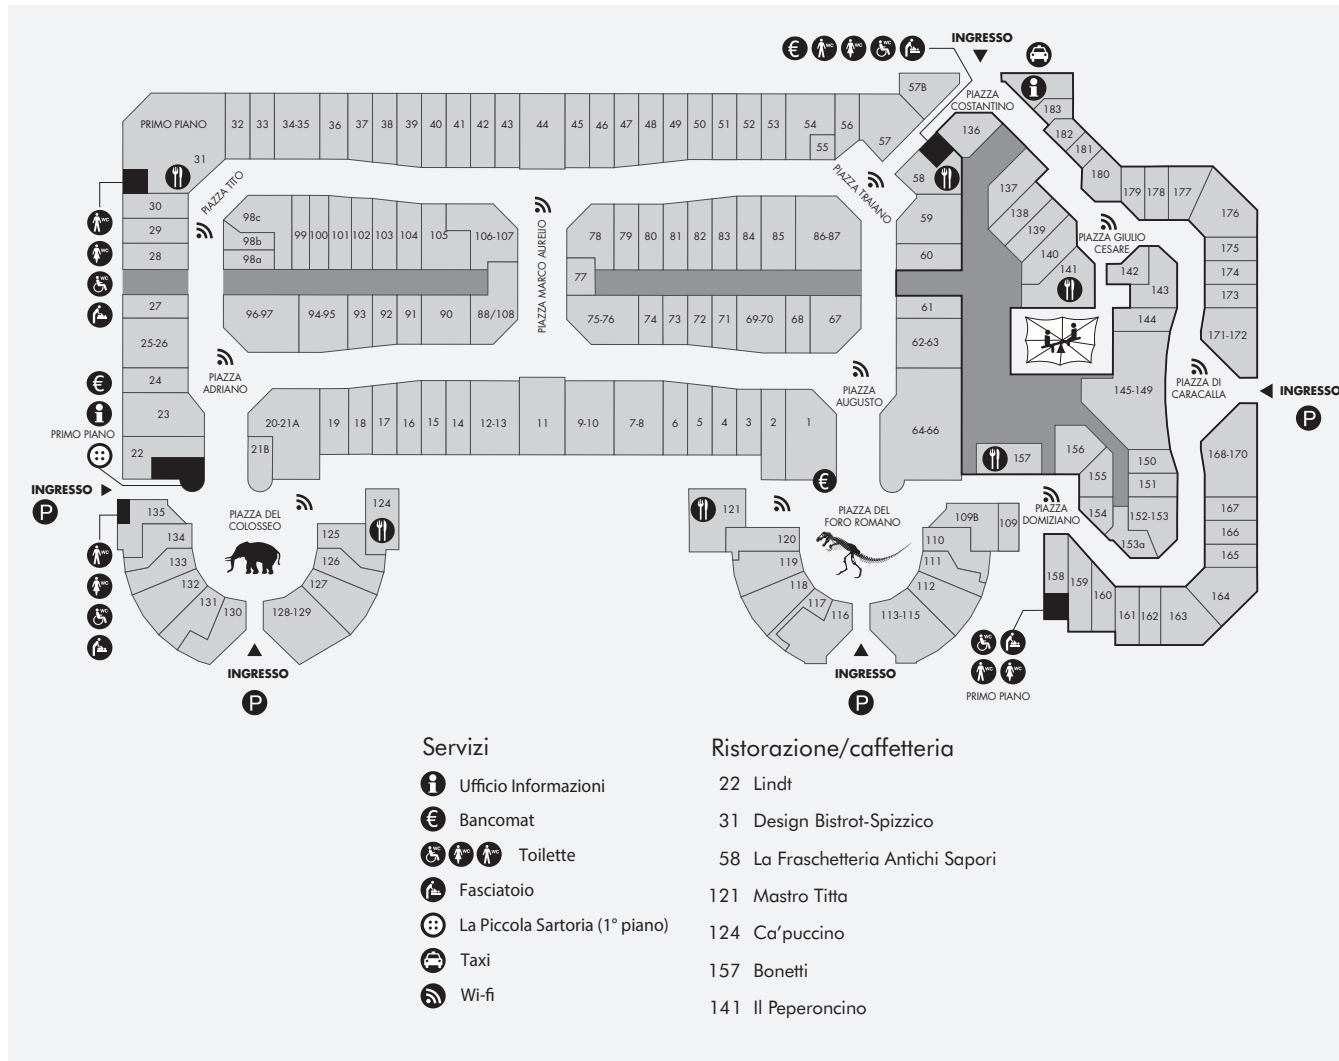 INGRESSO
57B
PIAZZA
COSTANTINO
183
182
181
180
179 178 177
176
175
174
173
171-172
136
137
138
139
140
141
142
143
144
145-149
PIAZZA GIULIO
CESARE
PIAZZA DI
CARACALLA
INGRESSO
P
PRIMO PIANO
31
32 33 34-35 36 37 38 39 40 41 42 43 44 45 46 47 48 49 50 51 52 53 54 55 56 57
PIAZZA TITO
PIAZZA TRAIANO
58
59
60
61
62-63
64-66
30
29
28
27
25-26
24
23
22
WC
WC
WC
98c
98b
98a
99 100 101 102 103 104 105 106-107
PIAZZA MARCO AURELIO
78 79 80 81 82 83 84 85 86-87
77
96-97 94-95 93 92 91 90 88/108
75-76 74 73 72 71 69-70 68 67
PIAZZA
ADRIANO
PIAZZA
AUGUSTO
PRIMO PIANO
20-21A
21B
19 18 17 16 15 14 12-13 11 9-10 7-8 6 5 4 3 2 1
157
156
155
154
150
151
152-153
153a
168-170
167
166
165
164
163
162
161
160
159
158
PIAZZA
DOMIZIANO
INGRESSO
P
135
134
133
132
131
130
PIAZZA DEL
COLOSSEO
124
125
126
127
128-129
WC
WC
WC
INGRESSO
P
121
120
119
118
117
116
PIAZZA DEL
FORO ROMANO
109B
109
110
111
112
113-115
INGRESSO
P
WC
WC WC
PRIMO PIANO
Servizi
Ufficio Informazioni
Bancomat
Toilette
Fasciatoio
La Piccola Sartoria (1° piano)
Taxi
Wi-fi
Ristorazione/caffetteria
22 Lindt
31 Design Bistrot-Spizzico
58 La Fraschetteria Antichi Sapori
121 Mastro Titta
124 Ca'puccino
157 Bonetti
141 Il Peperoncino